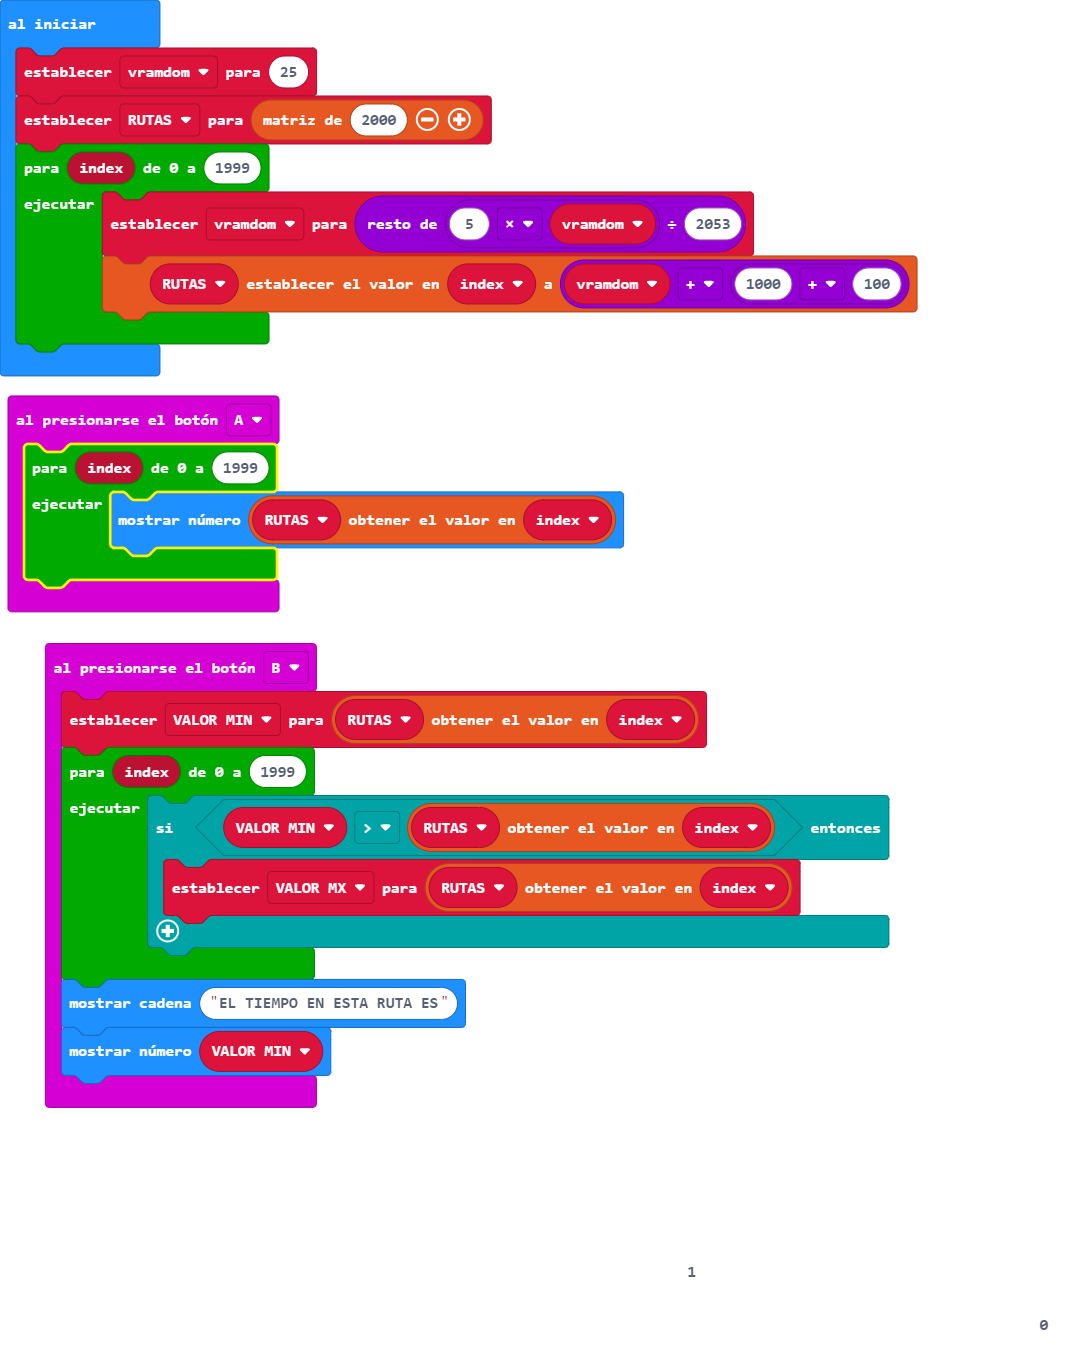 al iniciar
establecer vramdom para 25
establecer RUTAS para matriz de 2000
para index de 0 a 1999
ejecutar
establecer vramdom para resto de 5 × vramdom ÷ 2053
RUTAS establecer el valor en index a vramdom + 1000 + 100
al presionarse el botón A
para index de 0 a 1999
ejecutar
mostrar número RUTAS obtener el valor en index
al presionarse el botón B
establecer VALOR MIN para RUTAS obtener el valor en index
para index de 0 a 1999
ejecutar
si VALOR MIN > RUTAS obtener el valor en index entonces
establecer VALOR MX para RUTAS obtener el valor en index
mostrar cadena "EL TIEMPO EN ESTA RUTA ES"
mostrar número VALOR MIN
1
0